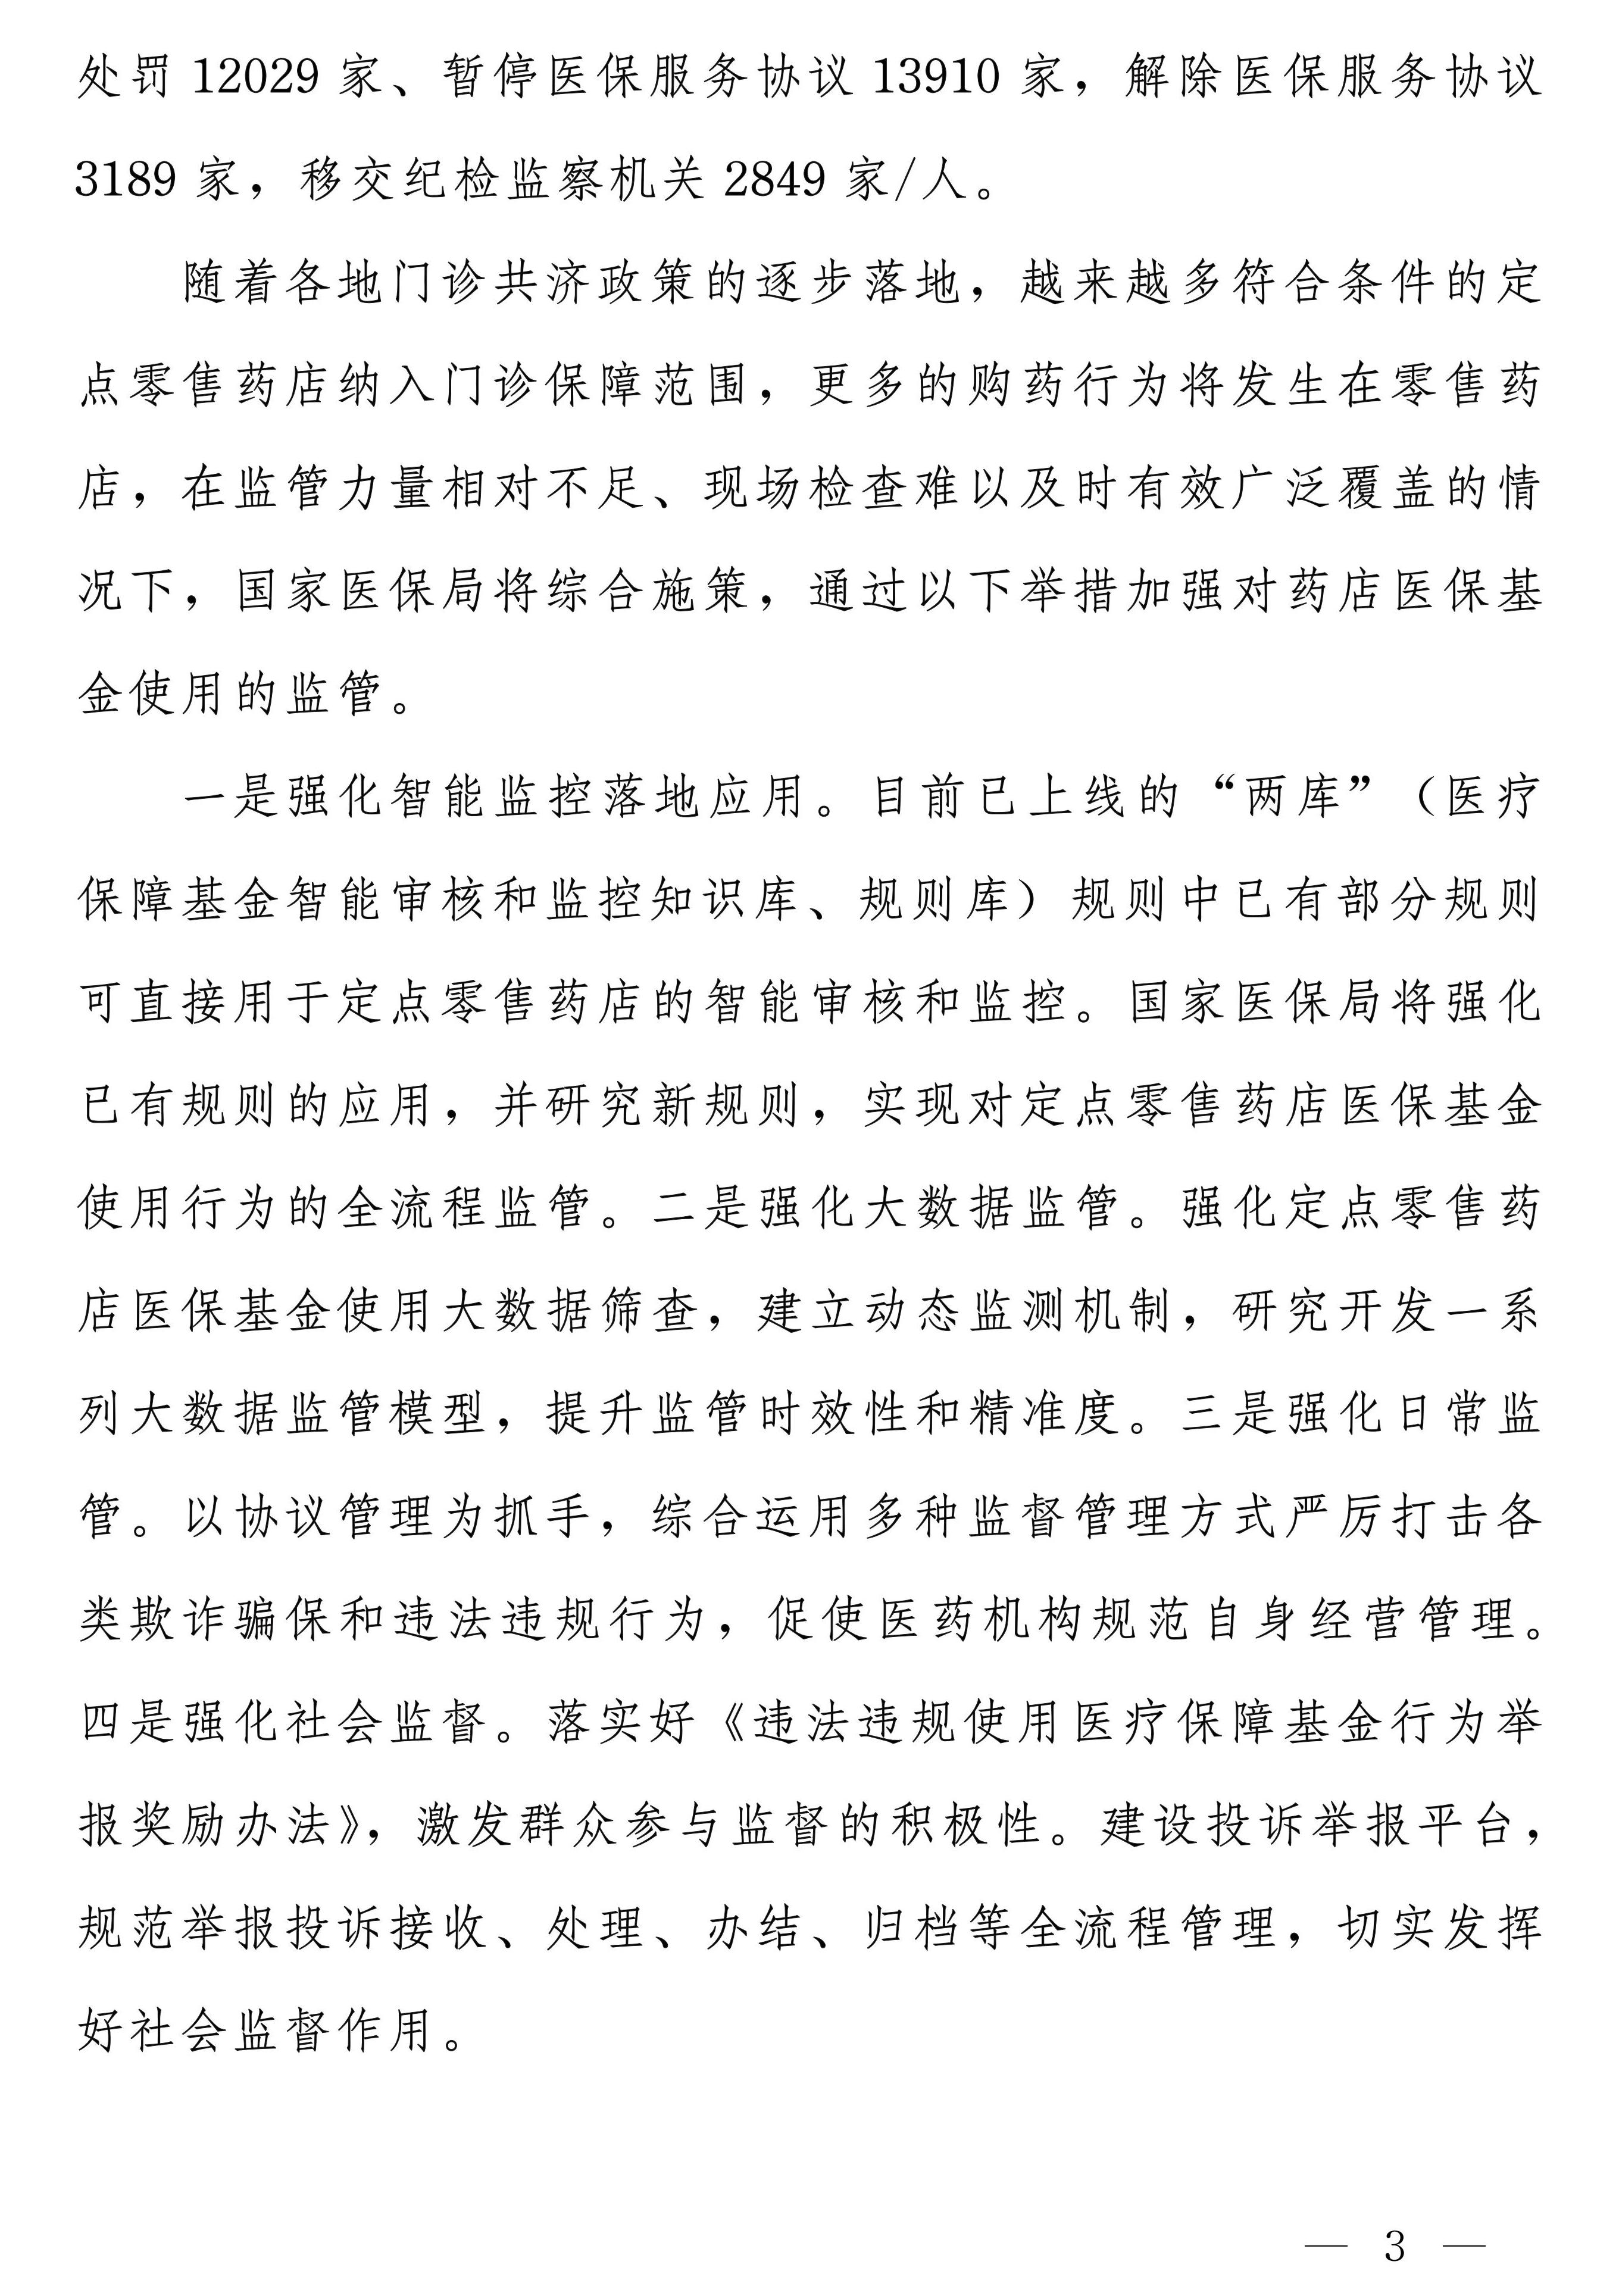 处罚 12029 家、暂停医保服务协议 13910 家，解除医保服务协议
3189 家，移交纪检监察机关 2849 家/人。
随着各地门诊共济政策的逐步落地，越来越多符合条件的定
点零售药店纳入门诊保障范围，更多的购药行为将发生在零售药
店，在监管力量相对不足、现场检查难以及时有效广泛覆盖的情
况下，国家医保局将综合施策，通过以下举措加强对药店医保基
金使用的监管。
一是强化智能监控落地应用。目前已上线的“两库”（医疗
保障基金智能审核和监控知识库、规则库）规则中已有部分规则
可直接用于定点零售药店的智能审核和监控。国家医保局将强化
已有规则的应用，并研究新规则，实现对定点零售药店医保基金
使用行为的全流程监管。二是强化大数据监管。强化定点零售药
店医保基金使用大数据筛查，建立动态监测机制，研究开发一系
列大数据监管模型，提升监管时效性和精准度。三是强化日常监
管。以协议管理为抓手，综合运用多种监督管理方式严厉打击各
类欺诈骗保和违法违规行为，促使医药机构规范自身经营管理。
四是强化社会监督。落实好《违法违规使用医疗保障基金行为举
报奖励办法》，激发群众参与监督的积极性。建设投诉举报平台，
规范举报投诉接收、处理、办结、归档等全流程管理，切实发挥
好社会监督作用。
— 3 —